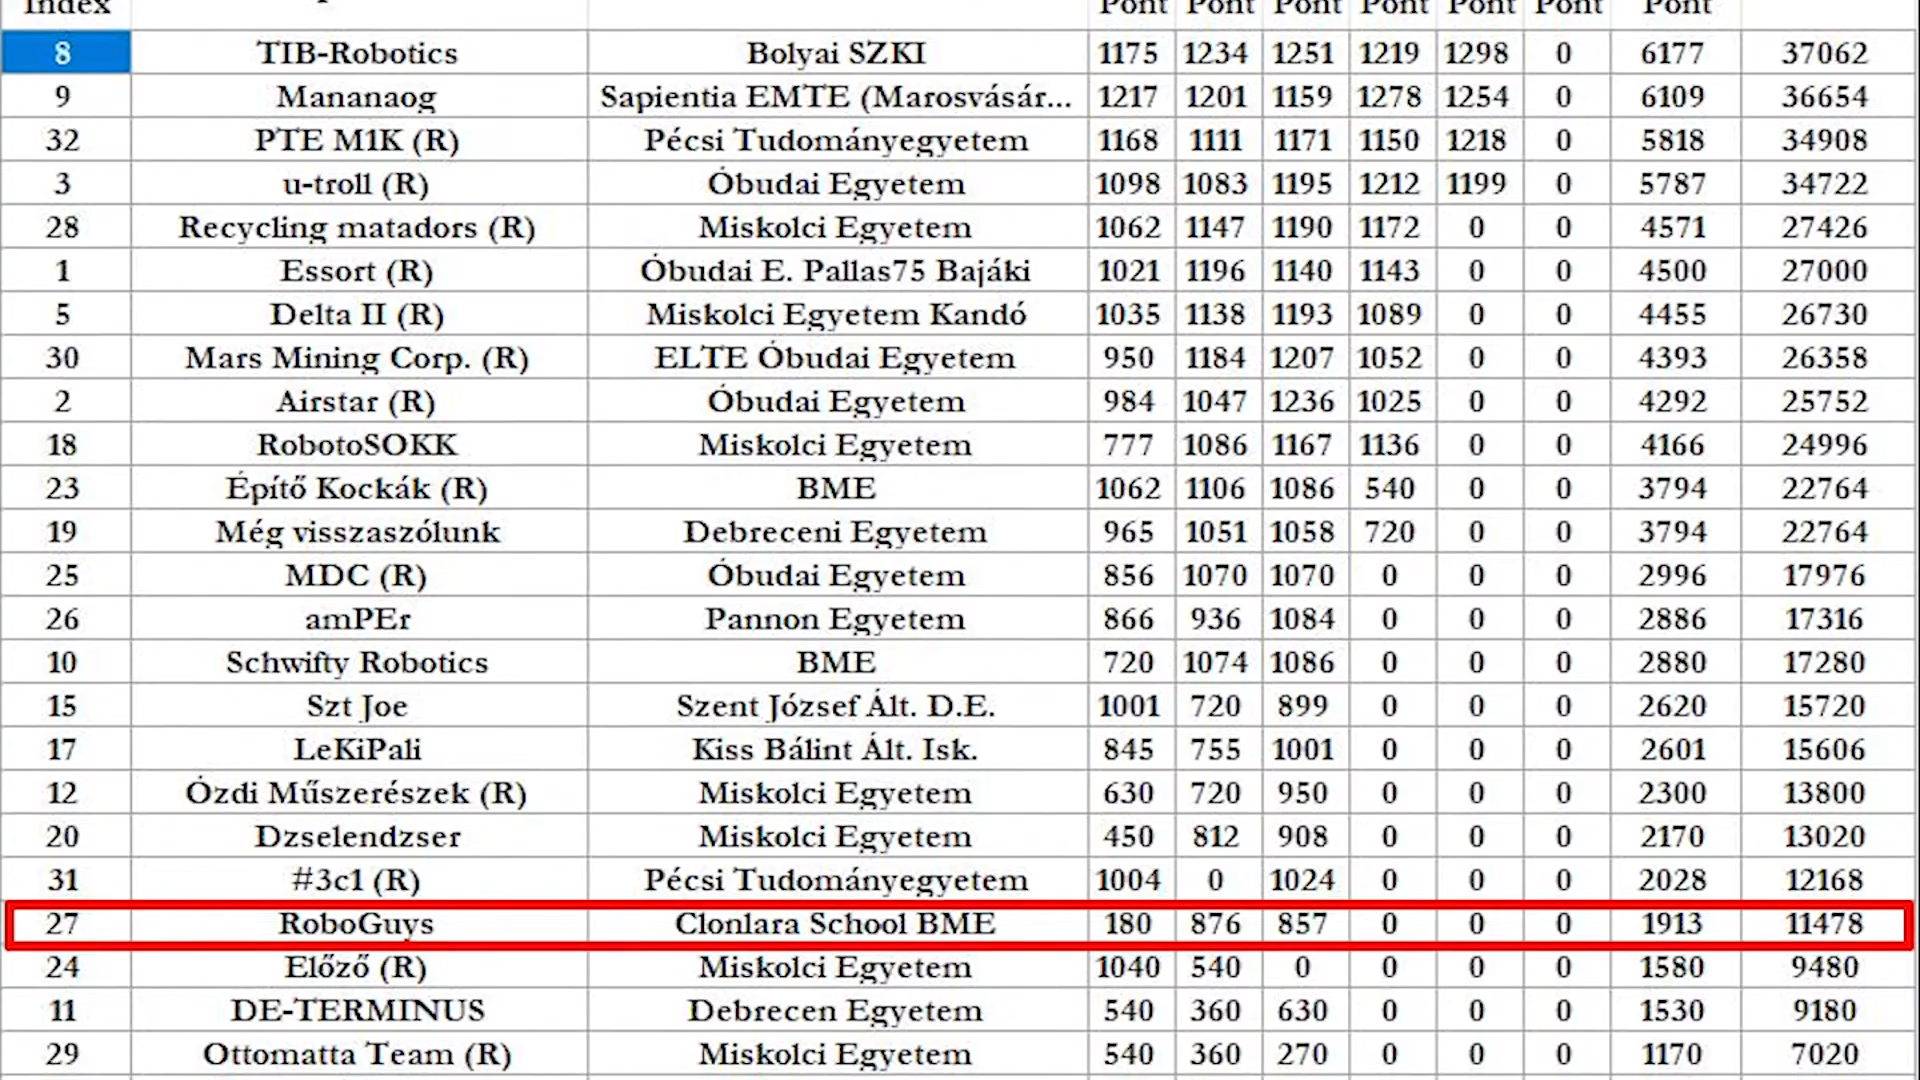 Index Pont Pont Pont Pont Pont Pont Pont
8 TIB-Robotics Bolyai SZKI 1175 1234 1251 1219 1298 0 6177 37062
9 Mananaog Sapientia EMTE (Marosvásár... 1217 1201 1159 1278 1254 0 6109 36654
32 PTE M1K (R) Pécsi Tudományegyetem 1168 1111 1171 1150 1218 0 5818 34908
3 u-troll (R) Óbudai Egyetem 1098 1083 1195 1212 1199 0 5787 34722
28 Recycling matadors (R) Miskolci Egyetem 1062 1147 1190 1172 0 0 4571 27426
1 Essort (R) Óbudai E. Pallas75 Bajáki 1021 1196 1140 1143 0 0 4500 27000
5 Delta II (R) Miskolci Egyetem Kandó 1035 1138 1193 1089 0 0 4455 26730
30 Mars Mining Corp. (R) ELTE Óbudai Egyetem 950 1184 1207 1052 0 0 4393 26358
2 Airstar (R) Óbudai Egyetem 984 1047 1236 1025 0 0 4292 25752
18 RobotoSOKK Miskolci Egyetem 777 1086 1167 1136 0 0 4166 24996
23 Építő Kockák (R) BME 1062 1106 1086 540 0 0 3794 22764
19 Még visszaszólunk Debreceni Egyetem 965 1051 1058 720 0 0 3794 22764
25 MDC (R) Óbudai Egyetem 856 1070 1070 0 0 0 2996 17976
26 amPEr Pannon Egyetem 866 936 1084 0 0 0 2886 17316
10 Schwifty Robotics BME 720 1074 1086 0 0 0 2880 17280
15 Szt Joe Szent József Ált. D.E. 1001 720 899 0 0 0 2620 15720
17 LeKiPali Kiss Bálint Ált. Isk. 845 755 1001 0 0 0 2601 15606
12 Ózdi Műszerészek (R) Miskolci Egyetem 630 720 950 0 0 0 2300 13800
20 Dzselendzser Miskolci Egyetem 450 812 908 0 0 0 2170 13020
31 #3c1 (R) Pécsi Tudományegyetem 1004 0 1024 0 0 0 2028 12168
27 RoboGuys Clonlara School BME 180 876 857 0 0 0 1913 11478
24 Előző (R) Miskolci Egyetem 1040 540 0 0 0 0 1580 9480
11 DE-TERMINUS Debrecen Egyetem 540 360 630 0 0 0 1530 9180
29 Ottomatta Team (R) Miskolci Egyetem 540 360 270 0 0 0 1170 7020